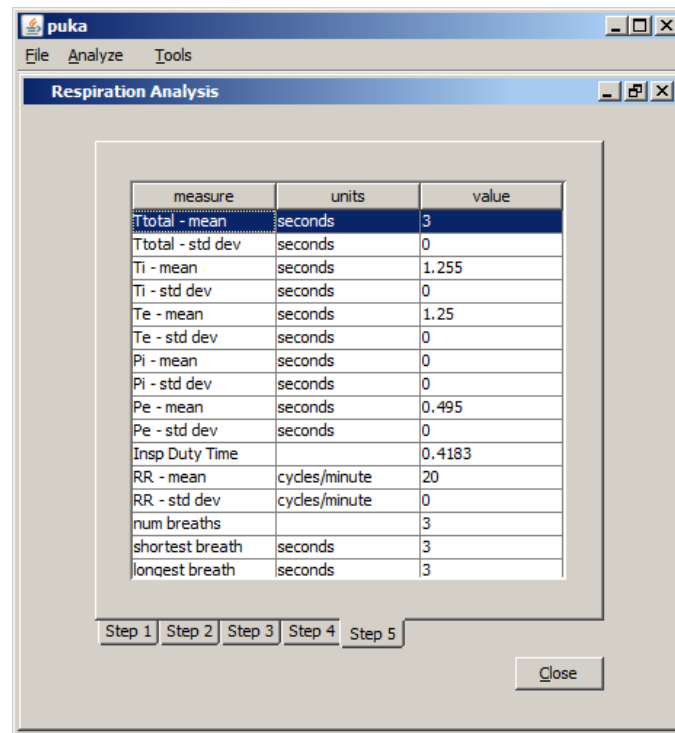 puka
File Analyze Tools
Respiration Analysis
measure units value
Ttotal - mean seconds 3
Ttotal - std dev seconds 0
Ti - mean seconds 1.255
Ti - std dev seconds 0
Te - mean seconds 1.25
Te - std dev seconds 0
Pi - mean seconds 0
Pi - std dev seconds 0
Pe - mean seconds 0.495
Pe - std dev seconds 0
Insp Duty Time 0.4183
RR - mean cycles/minute 20
RR - std dev cycles/minute 0
num breaths 3
shortest breath seconds 3
longest breath seconds 3
Step 1 Step 2 Step 3 Step 4 Step 5
Close